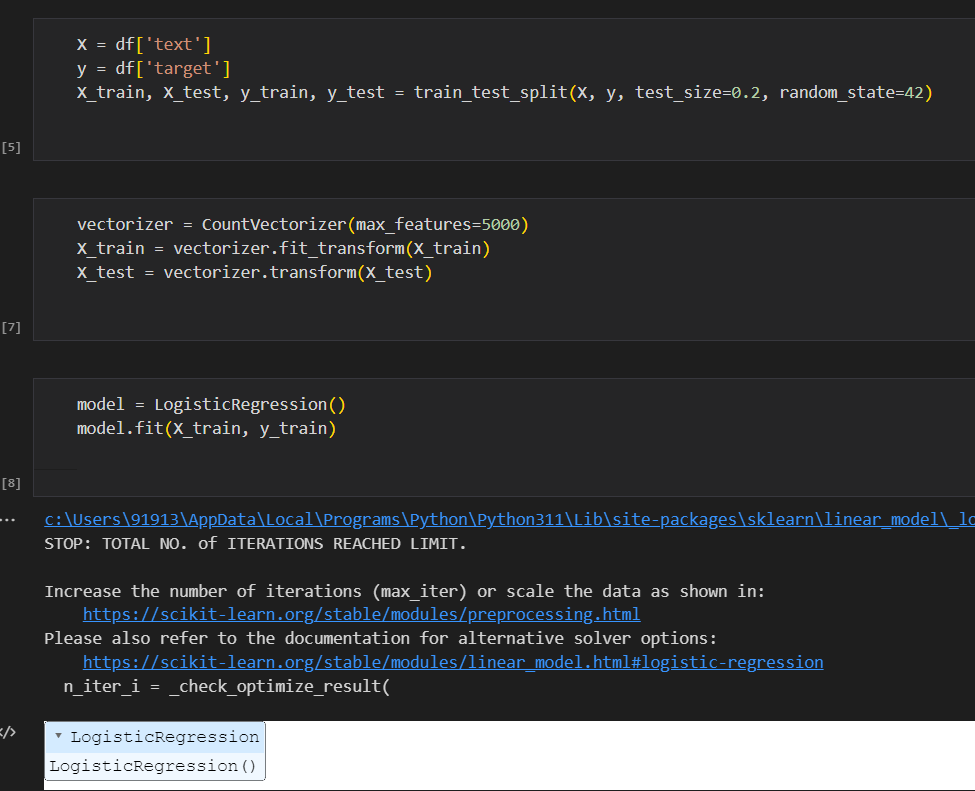 X = df['text']
y = df['target']
X_train, X_test, y_train, y_test = train_test_split(X, y, test_size=0.2, random_state=42)
[5]
vectorizer = CountVectorizer(max_features=5000)
X_train = vectorizer.fit_transform(X_train)
X_test = vectorizer.transform(X_test)
[7]
model = LogisticRegression()
model.fit(X_train, y_train)
[8]
... c:\Users\91913\AppData\Local\Programs\Python\Python311\Lib\site-packages\sklearn\linear_model\_lo
STOP: TOTAL NO. of ITERATIONS REACHED LIMIT.
Increase the number of iterations (max_iter) or scale the data as shown in:
https://scikit-learn.org/stable/modules/preprocessing.html
Please also refer to the documentation for alternative solver options:
https://scikit-learn.org/stable/modules/linear_model.html#logistic-regression
n_iter_i = _check_optimize_result(
</> ▾ LogisticRegression
LogisticRegression()